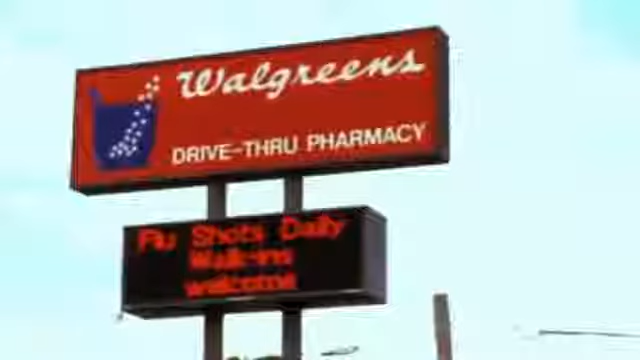 Walgreens
DRIVE-THRU PHARMACY
Flu Shots Daily
Walk-ins
welcome